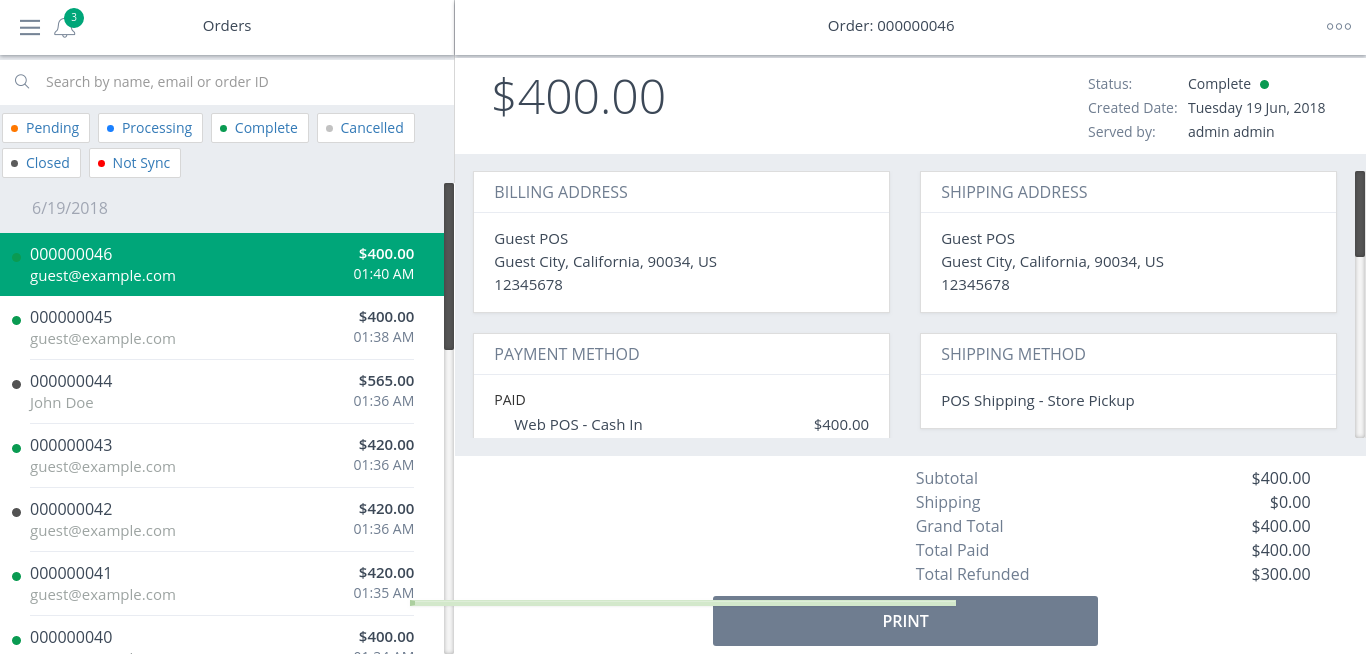 3
Orders
Search by name, email or order ID
Pending
Processing
Complete
Cancelled
Closed
Not Sync
6/19/2018
000000046 $400.00
guest@example.com 01:40 AM
000000045 $400.00
guest@example.com 01:38 AM
000000044 $565.00
John Doe 01:36 AM
000000043 $420.00
guest@example.com 01:36 AM
000000042 $420.00
guest@example.com 01:36 AM
000000041 $420.00
guest@example.com 01:35 AM
000000040 $400.00
Order: 000000046
$400.00
Status: Complete
Created Date: Tuesday 19 Jun, 2018
Served by: admin admin
BILLING ADDRESS
Guest POS
Guest City, California, 90034, US
12345678
SHIPPING ADDRESS
Guest POS
Guest City, California, 90034, US
12345678
PAYMENT METHOD
PAID
Web POS - Cash In $400.00
SHIPPING METHOD
POS Shipping - Store Pickup
Subtotal $400.00
Shipping $0.00
Grand Total $400.00
Total Paid $400.00
Total Refunded $300.00
PRINT